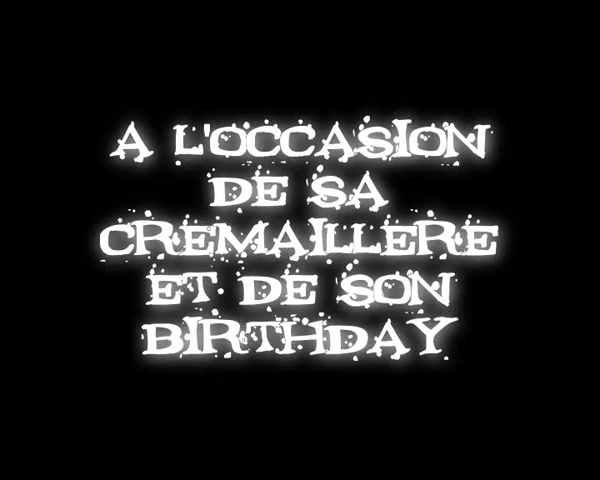 A L'OCCASION
DE SA
CREMAILLERE
ET DE SON
BIRTHDAY